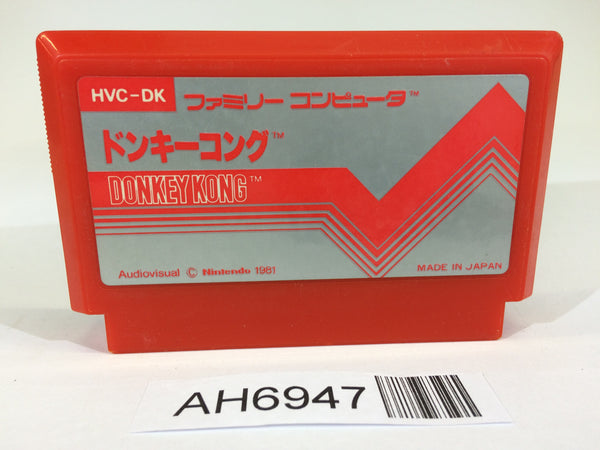 HVC-DK ファミリー コンピュータ™
ドンキーコング™
DONKEY KONG™
Audiovisual © Nintendo 1981 MADE IN JAPAN
AH6947